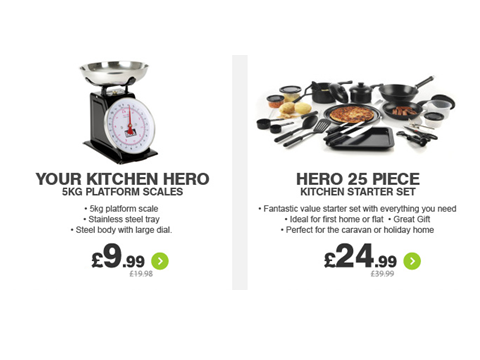 YOUR KITCHEN HERO
5KG PLATFORM SCALES
• 5kg platform scale
• Stainless steel tray
• Steel body with large dial.
£9.99
£19.98
HERO 25 PIECE
KITCHEN STARTER SET
• Fantastic value starter set with everything you need
• Ideal for first home or flat • Great Gift
• Perfect for the caravan or holiday home
£24.99
£39.99